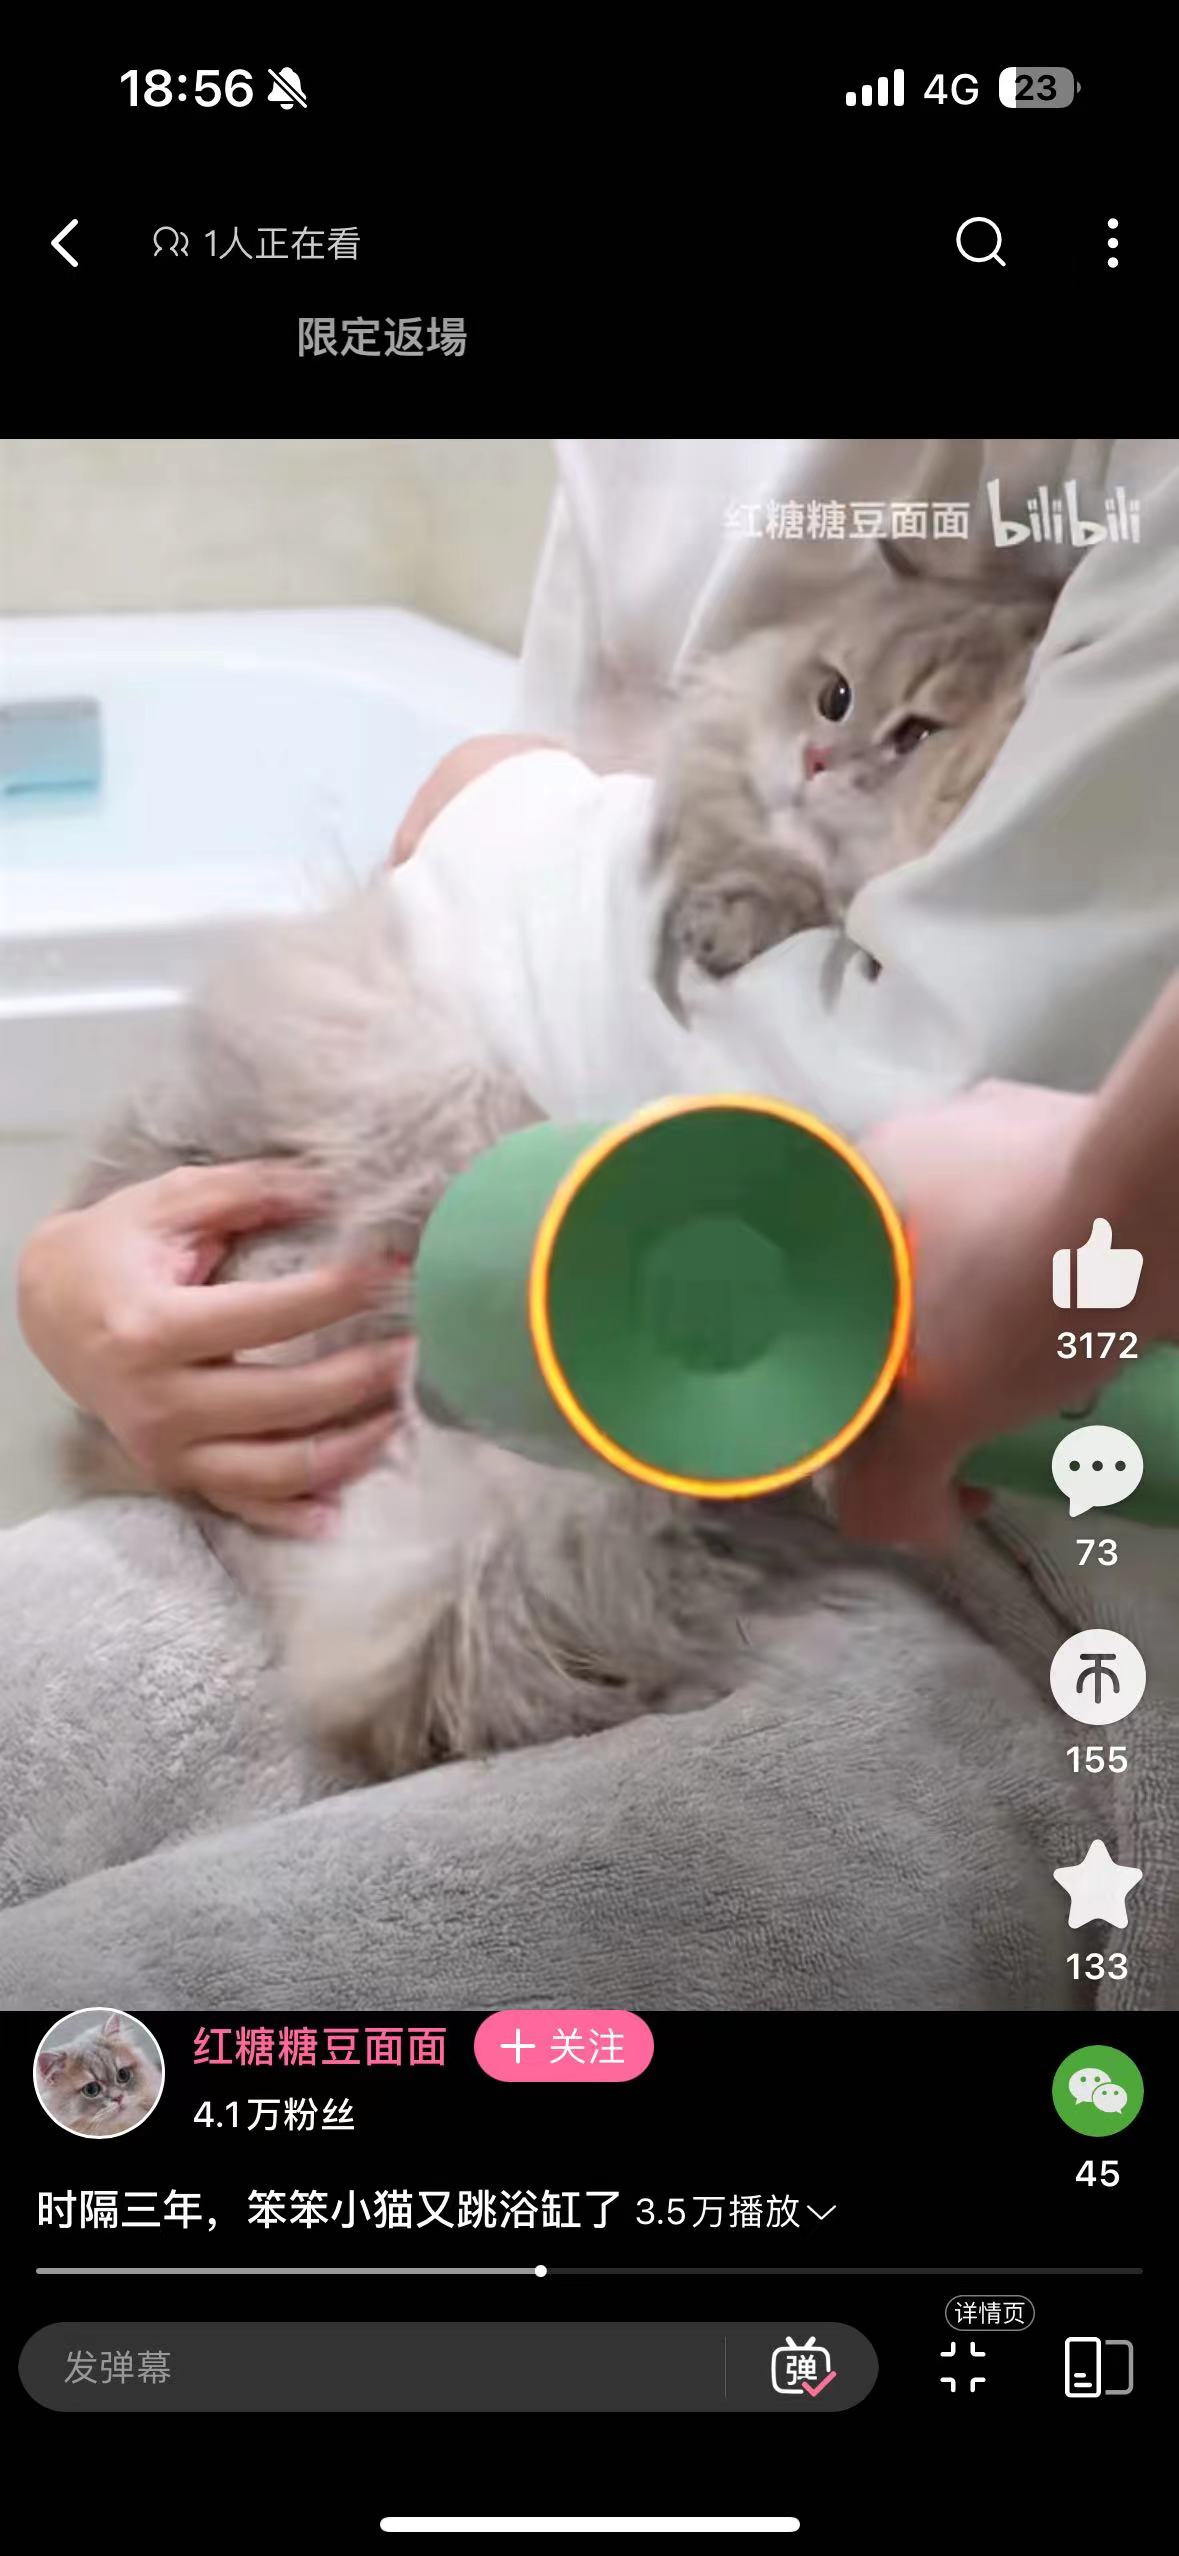 18:56
4G
23
1人正在看
限定返場
红糖糖豆面面 bilibili
3172
73
155
133
红糖糖豆面面
关注
4.1万粉丝
45
时隔三年，笨笨小猫又跳浴缸了 3.5万播放
详情页
发弹幕
弹